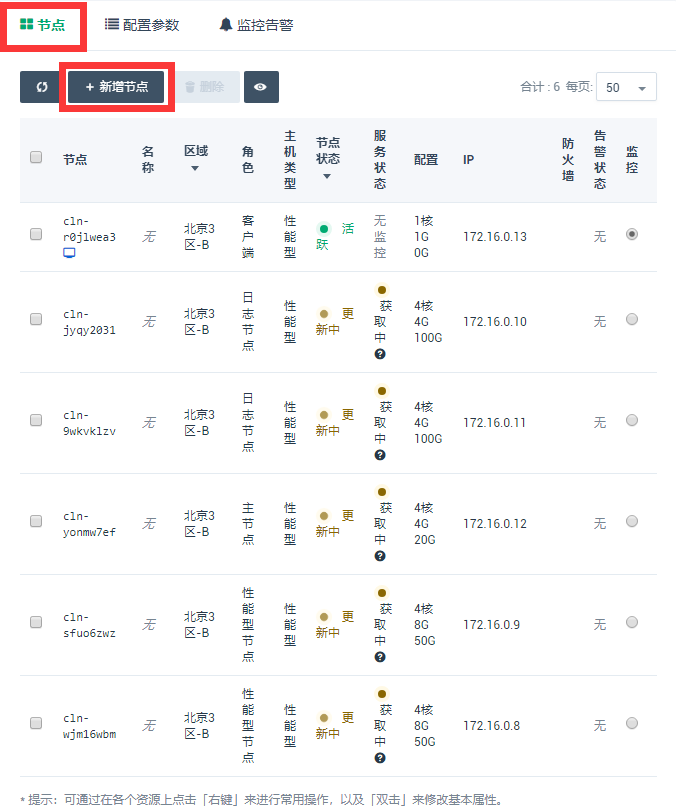 节点 配置参数 监控告警
+ 新增节点 删除 合计 : 6 每页: 50
节点 名称 区域 角色 主机类型 节点状态 服务状态 配置 IP 防火墙 告警状态 监控
cln-r0jlwea3 无 北京3区-B 客户端 性能型 活跃 无监控 1核 1G 0G 172.16.0.13 无
cln-jyqy2031 无 北京3区-B 日志节点 性能型 更新中 获取中 4核 4G 100G 172.16.0.10 无
cln-9wkvklzv 无 北京3区-B 日志节点 性能型 更新中 获取中 4核 4G 100G 172.16.0.11 无
cln-yonmw7ef 无 北京3区-B 主节点 性能型 更新中 获取中 4核 4G 20G 172.16.0.12 无
cln-sfuo6zwz 无 北京3区-B 性能型节点 性能型 更新中 获取中 4核 8G 50G 172.16.0.9 无
cln-wjm16wbm 无 北京3区-B 性能型节点 性能型 更新中 获取中 4核 8G 50G 172.16.0.8 无
* 提示：可通过在各个资源上点击「右键」来进行常用操作，以及「双击」来修改基本属性。